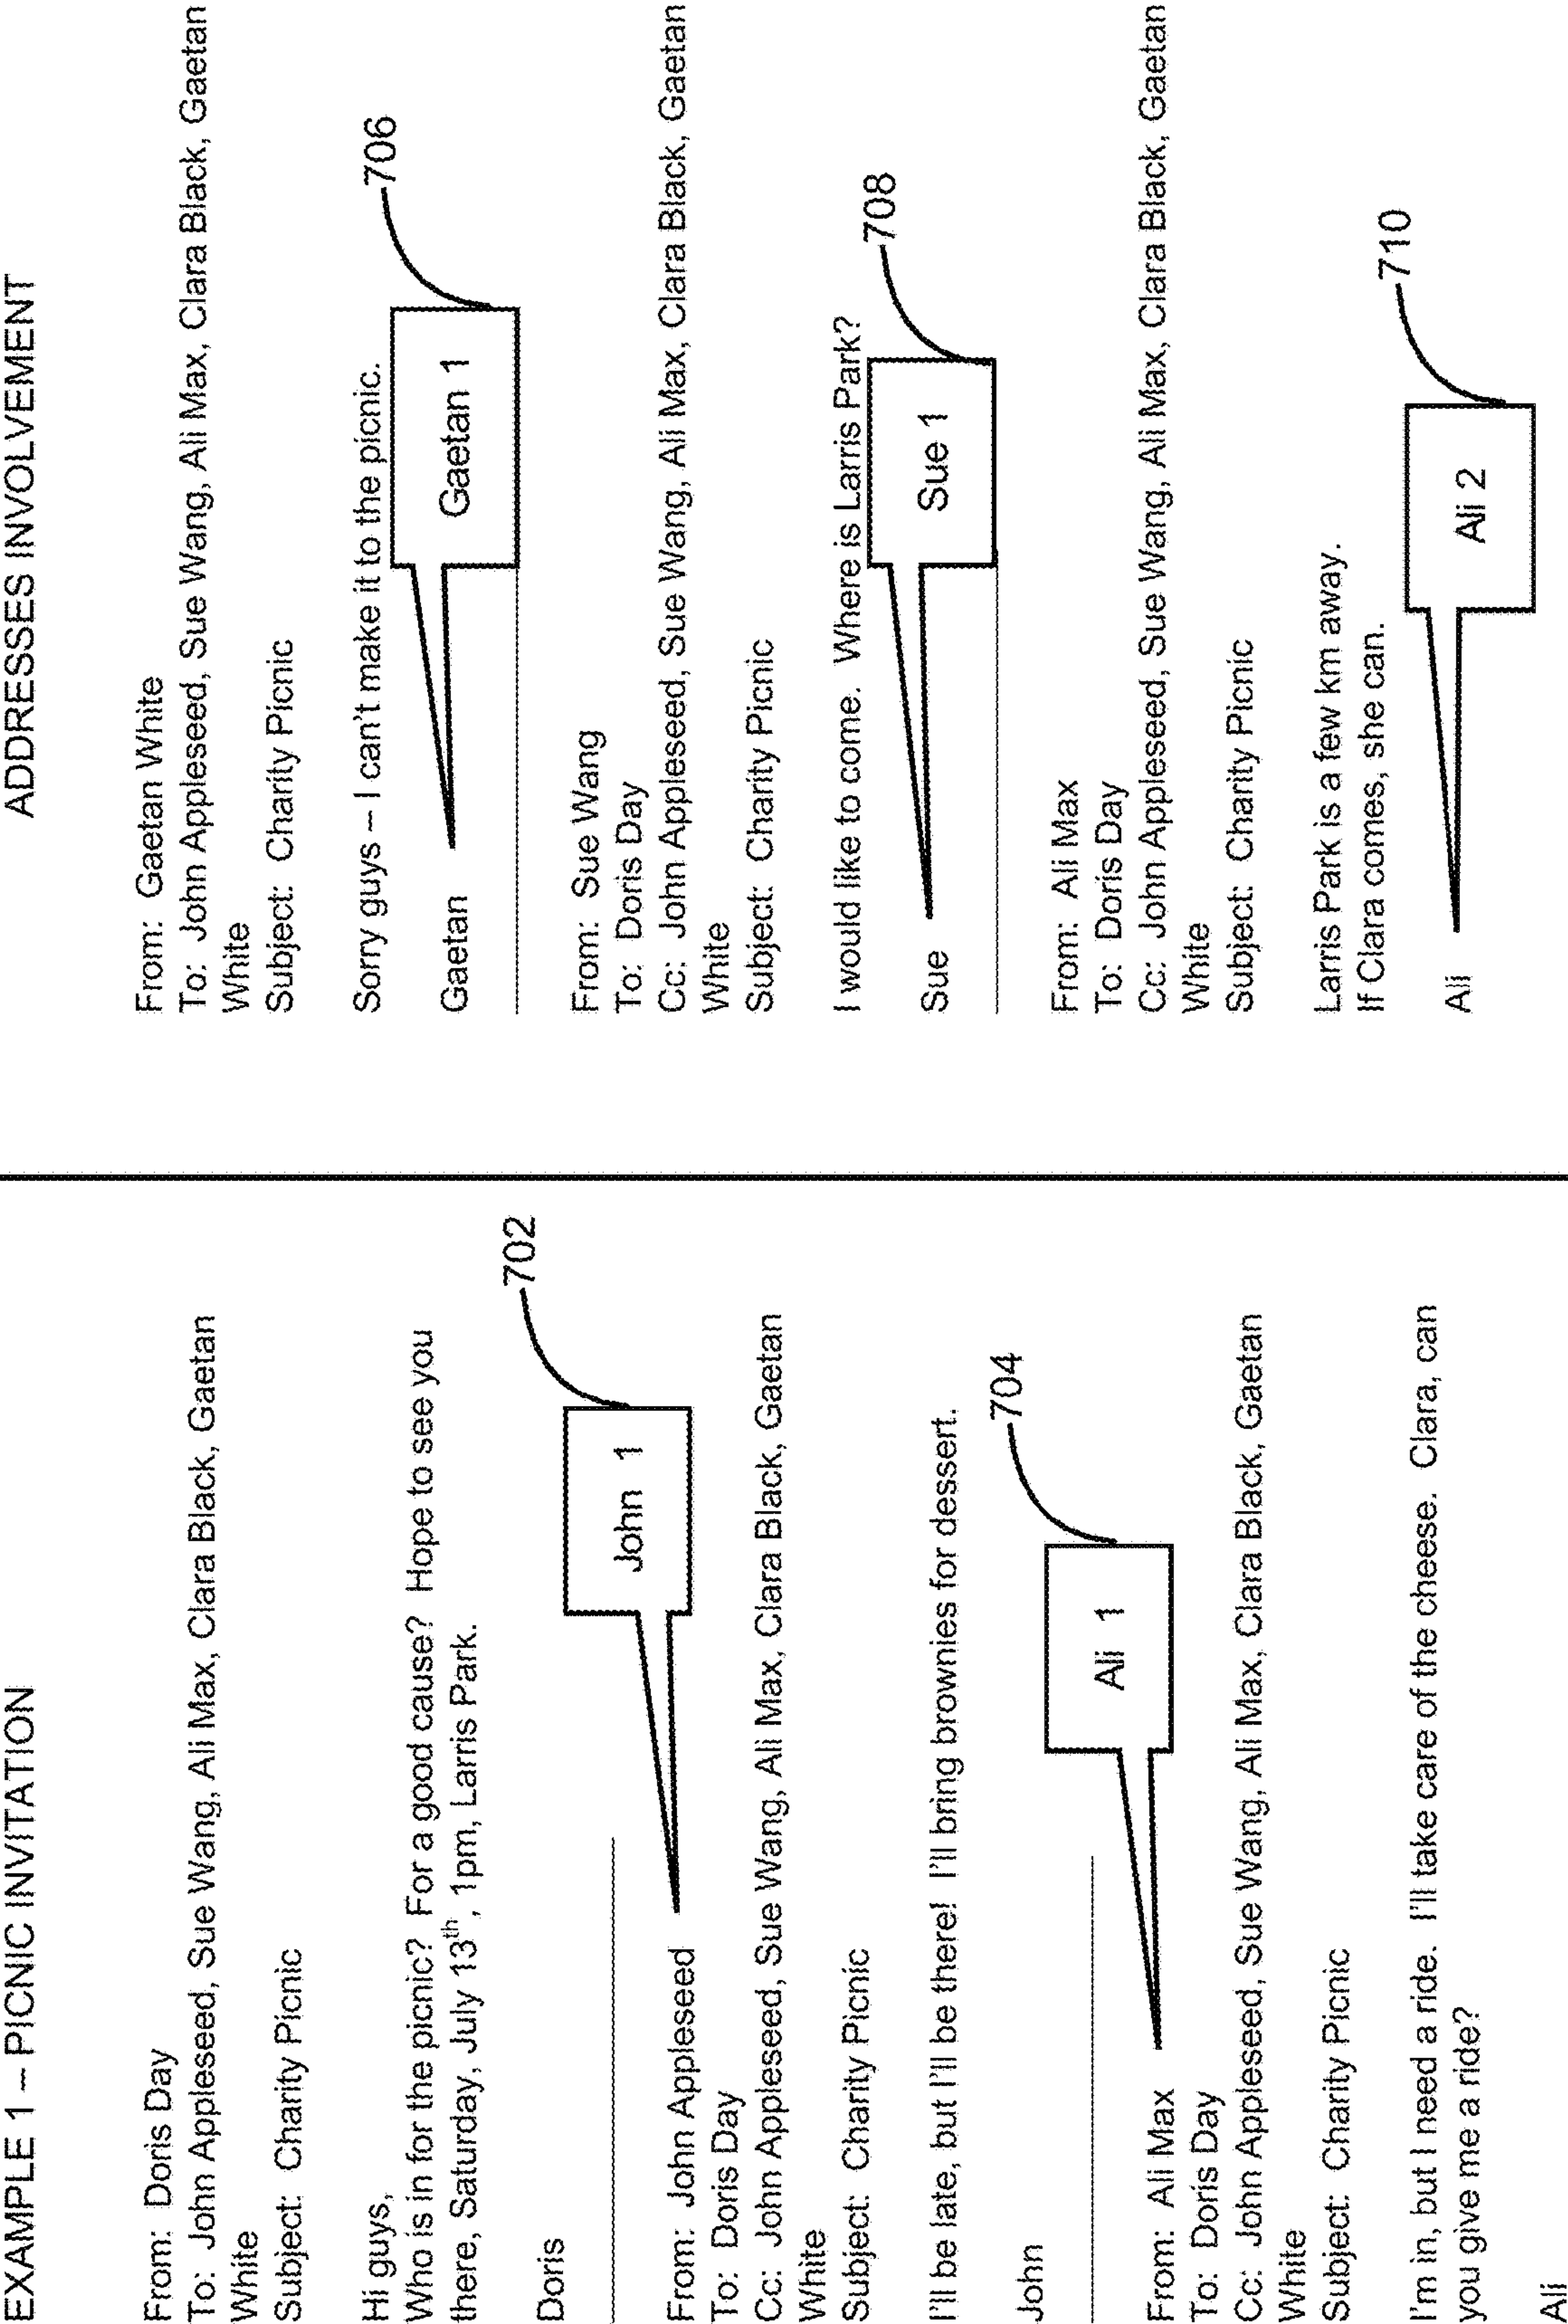 EXAMPLE 1 – PICNIC INVITATION
From: Doris Day
To: John Appleseed, Sue Wang, Ali Max, Clara Black, Gaetan
White
Subject: Charity Picnic
Hi guys,
Who is in for the picnic? For a good cause? Hope to see you
there, Saturday, July 13th, 1pm, Larris Park.
Doris
702
John 1
From: John Appleseed
To: Doris Day
Cc: John Appleseed, Sue Wang, Ali Max, Clara Black, Gaetan
White
Subject: Charity Picnic
I'll be late, but I'll be there! I'll bring brownies for dessert.
John
704
Ali 1
From: Ali Max
To: Doris Day
Cc: John Appleseed, Sue Wang, Ali Max, Clara Black, Gaetan
White
Subject: Charity Picnic
I'm in, but I need a ride. I'll take care of the cheese. Clara, can
you give me a ride?
Ali
ADDRESSES INVOLVEMENT
From: Gaetan White
To: John Appleseed, Sue Wang, Ali Max, Clara Black, Gaetan
White
Subject: Charity Picnic
Sorry guys – I can't make it to the picnic.
706
Gaetan
Gaetan 1
From: Sue Wang
To: Doris Day
Cc: John Appleseed, Sue Wang, Ali Max, Clara Black, Gaetan
White
Subject: Charity Picnic
I would like to come. Where is Larris Park?
708
Sue
Sue 1
From: Ali Max
To: Doris Day
Cc: John Appleseed, Sue Wang, Ali Max, Clara Black, Gaetan
White
Subject: Charity Picnic
Larris Park is a few km away.
If Clara comes, she can.
710
Ali
Ali 2